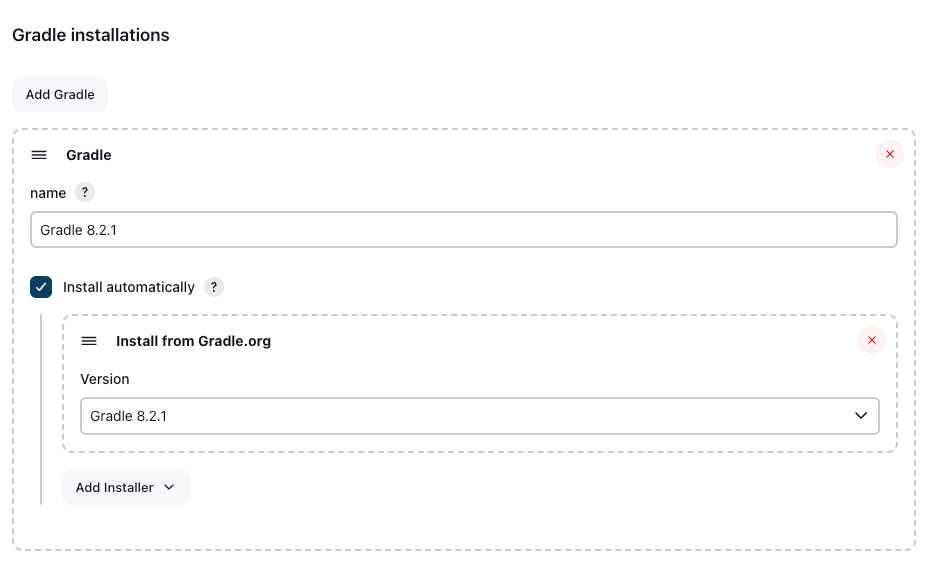 Gradle installations
Add Gradle
Gradle
name ?
Gradle 8.2.1
Install automatically ?
Install from Gradle.org
Version
Gradle 8.2.1
Add Installer